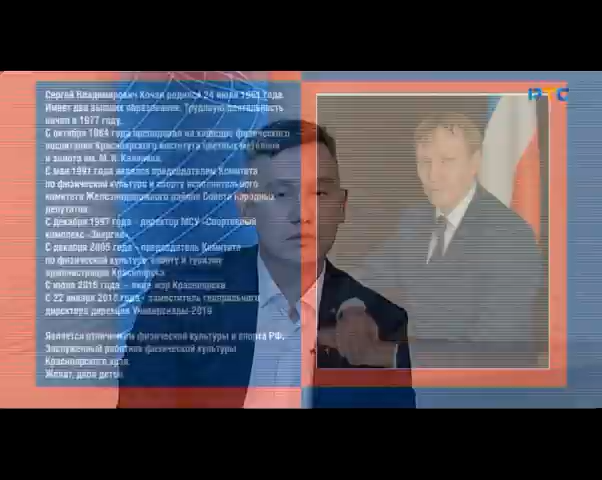 РТС
Сергей Владимирович Кочан родился 24 июля 1961 года.
Имеет два высших образования. Трудовую деятельность
начал в 1977 году.
С октября 1984 года преподавал на кафедре физического
воспитания Красноярского института цветных металлов
и золота им. М. И. Калинина.
С мая 1991 года являлся председателем Комитета
по физической культуре и спорту исполнительного
комитета Железнодорожного района Совета народных
депутатов.
С декабря 1997 года - директор МСУ «Спортивный
комплекс «Энергия»
С декабря 2005 года - председатель Комитета
по физической культуре, спорту и туризму
администрации Красноярска
С июня 2015 года – вице-мэр Красноярска
С 22 января 2018 года - заместитель генерального
директора дирекции Универсиады-2019
Является отличником физической культуры и спорта РФ,
Заслуженный работник физической культуры
Красноярского края.
Женат, двое детей.